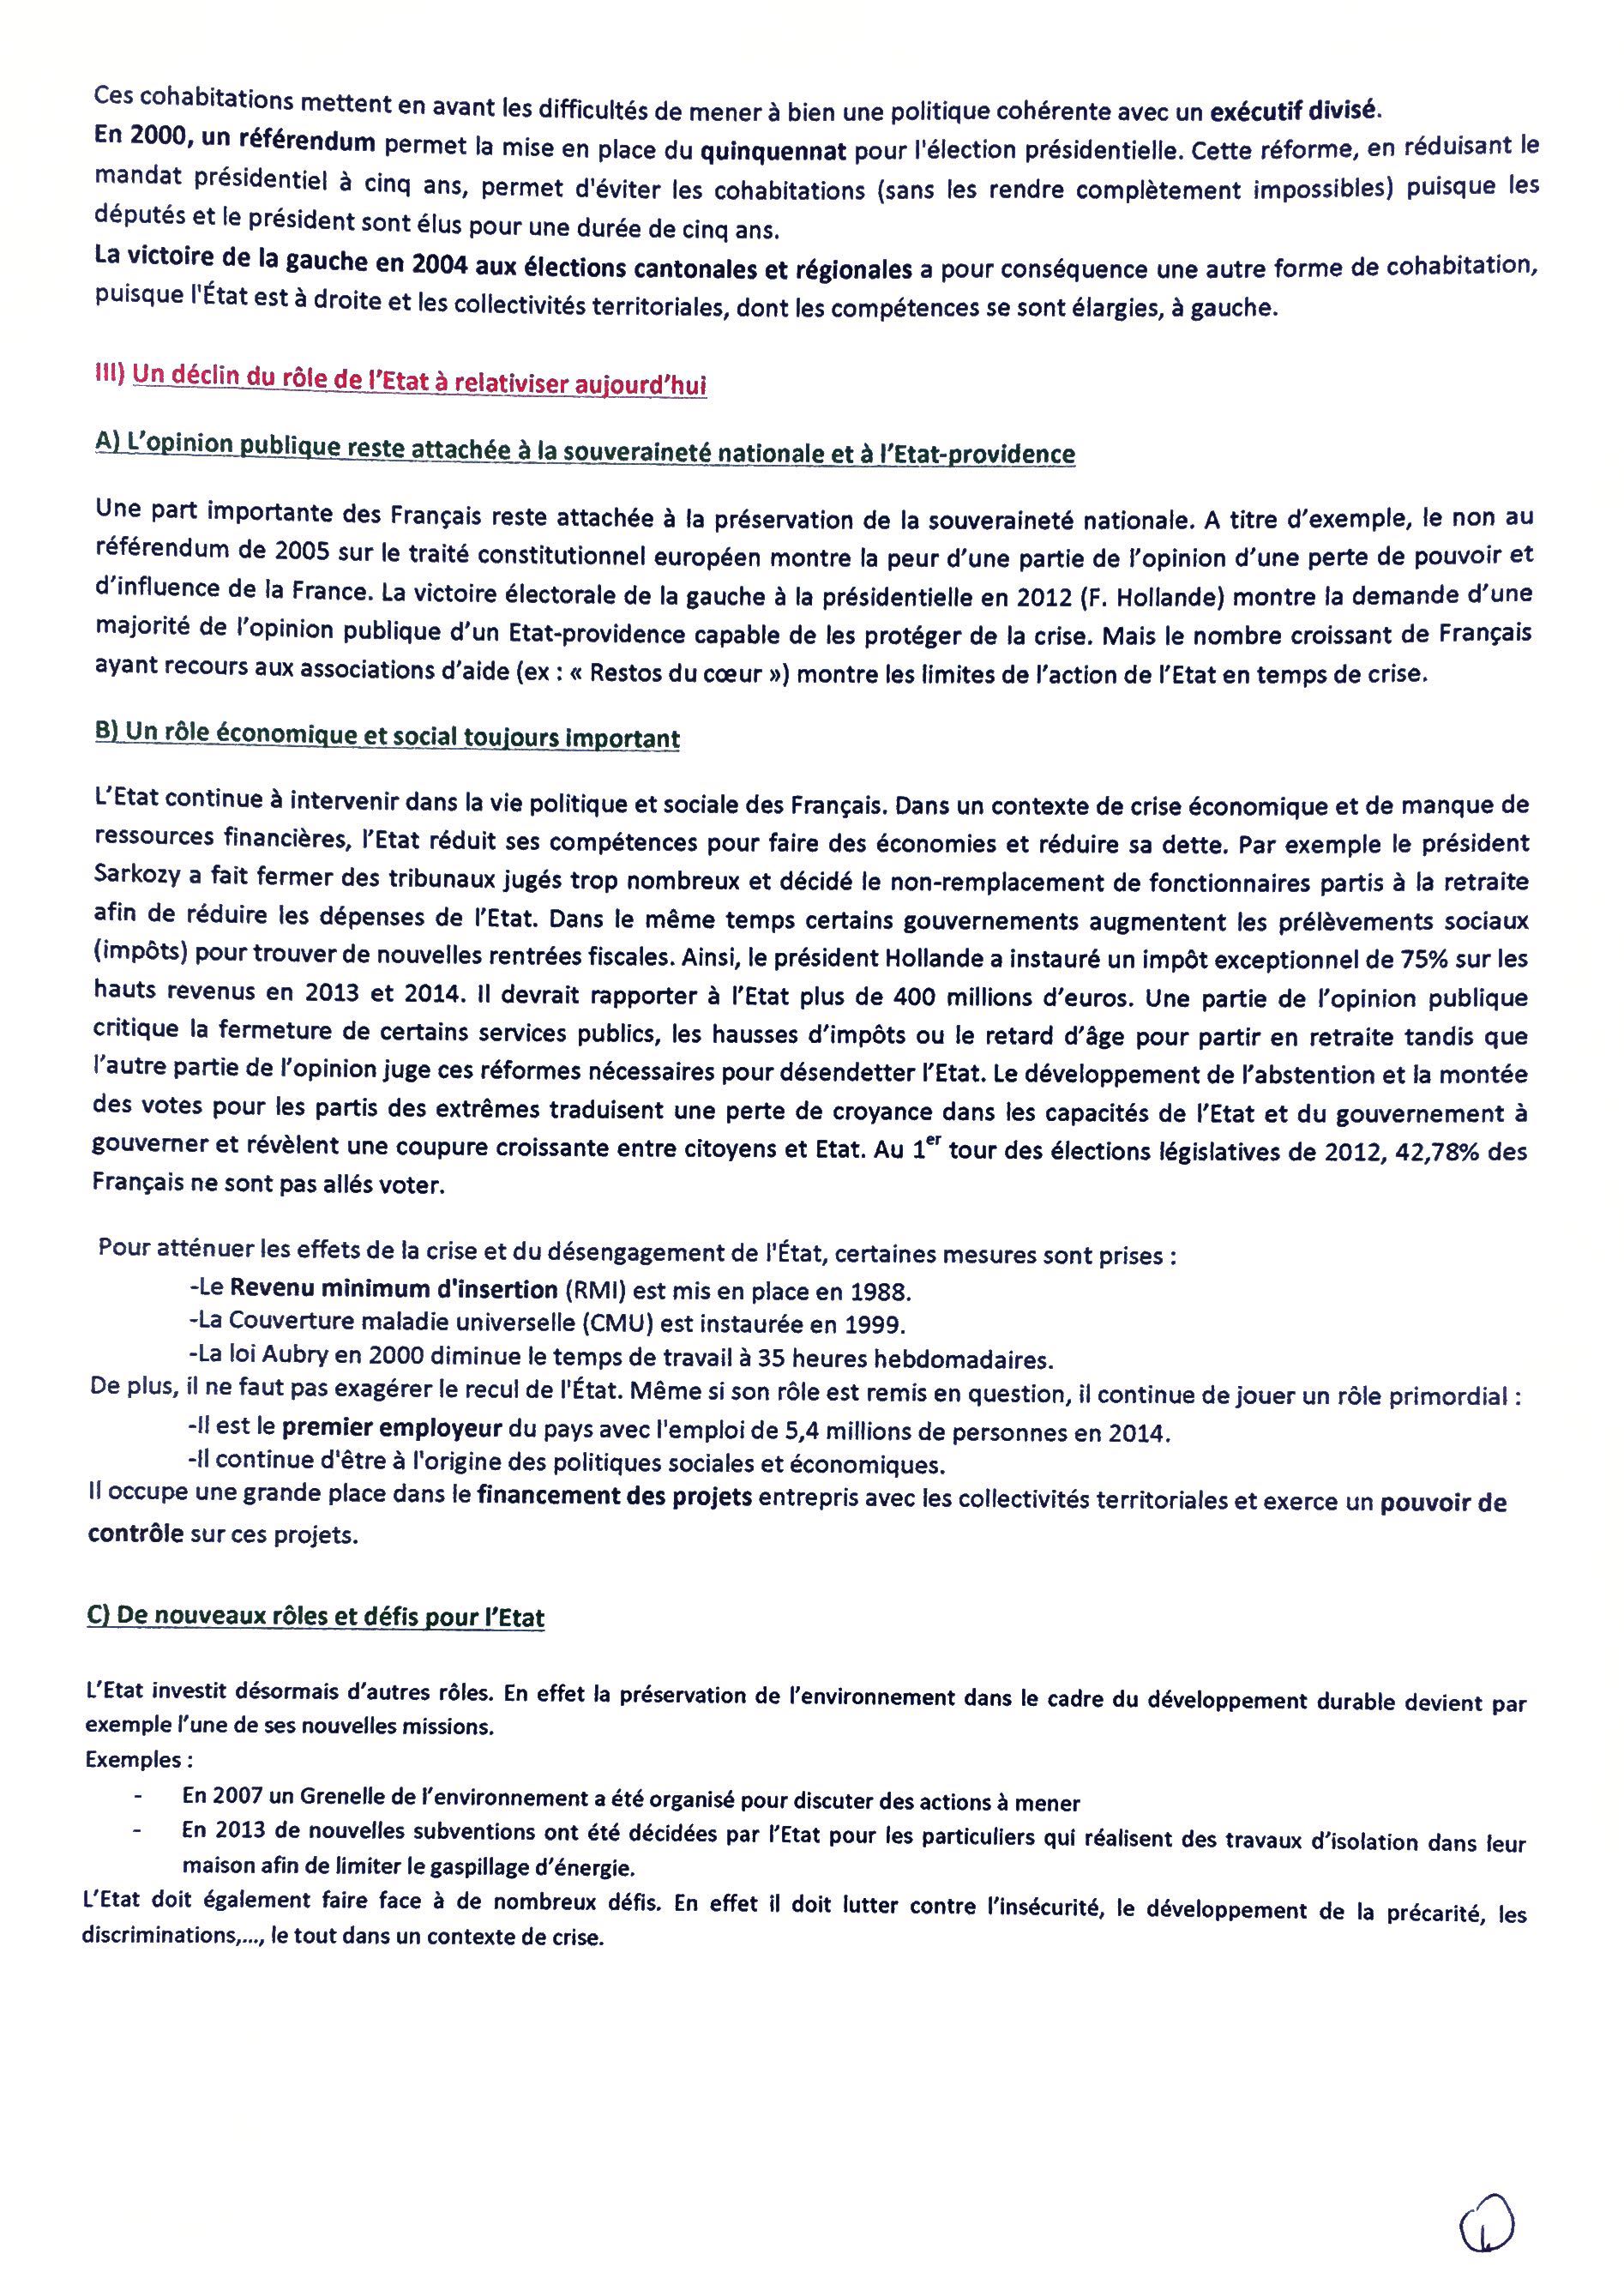 Ces cohabitations mettent en avant les difficultés de mener à bien une politique cohérente avec un exécutif divisé.
En 2000, un référendum permet la mise en place du quinquennat pour l'élection présidentielle. Cette réforme, en réduisant le
mandat présidentiel à cinq ans, permet d'éviter les cohabitations (sans les rendre complètement impossibles) puisque les
députés et le président sont élus pour une durée de cinq ans.
La victoire de la gauche en 2004 aux élections cantonales et régionales a pour conséquence une autre forme de cohabitation,
puisque l'État est à droite et les collectivités territoriales, dont les compétences se sont élargies, à gauche.
III) Un déclin du rôle de l'Etat à relativiser aujourd'hui
A) L'opinion publique reste attachée à la souveraineté nationale et à l'Etat-providence
Une part importante des Français reste attachée à la préservation de la souveraineté nationale. A titre d'exemple, le non au
référendum de 2005 sur le traité constitutionnel européen montre la peur d'une partie de l'opinion d'une perte de pouvoir et
d'influence de la France. La victoire électorale de la gauche à la présidentielle en 2012 (F. Hollande) montre la demande d'une
majorité de l'opinion publique d'un Etat-providence capable de les protéger de la crise. Mais le nombre croissant de Français
ayant recours aux associations d'aide (ex : « Restos du cœur ») montre les limites de l'action de l'Etat en temps de crise.
B) Un rôle économique et social toujours important
L'Etat continue à intervenir dans la vie politique et sociale des Français. Dans un contexte de crise économique et de manque de
ressources financières, l'Etat réduit ses compétences pour faire des économies et réduire sa dette. Par exemple le président
Sarkozy a fait fermer des tribunaux jugés trop nombreux et décidé le non-remplacement de fonctionnaires partis à la retraite
afin de réduire les dépenses de l'Etat. Dans le même temps certains gouvernements augmentent les prélèvements sociaux
(impôts) pour trouver de nouvelles rentrées fiscales. Ainsi, le président Hollande a instauré un impôt exceptionnel de 75% sur les
hauts revenus en 2013 et 2014. Il devrait rapporter à l'Etat plus de 400 millions d'euros. Une partie de l'opinion publique
critique la fermeture de certains services publics, les hausses d'impôts ou le retard d'âge pour partir en retraite tandis que
l'autre partie de l'opinion juge ces réformes nécessaires pour désendetter l'Etat. Le développement de l'abstention et la montée
des votes pour les partis des extrêmes traduisent une perte de croyance dans les capacités de l'Etat et du gouvernement à
gouverner et révèlent une coupure croissante entre citoyens et Etat. Au 1er tour des élections législatives de 2012, 42,78% des
Français ne sont pas allés voter.
Pour atténuer les effets de la crise et du désengagement de l'État, certaines mesures sont prises :
-Le Revenu minimum d'insertion (RMI) est mis en place en 1988.
-La Couverture maladie universelle (CMU) est instaurée en 1999.
-La loi Aubry en 2000 diminue le temps de travail à 35 heures hebdomadaires.
De plus, il ne faut pas exagérer le recul de l'État. Même si son rôle est remis en question, il continue de jouer un rôle primordial :
-Il est le premier employeur du pays avec l'emploi de 5,4 millions de personnes en 2014.
-Il continue d'être à l'origine des politiques sociales et économiques.
Il occupe une grande place dans le financement des projets entrepris avec les collectivités territoriales et exerce un pouvoir de
contrôle sur ces projets.
C) De nouveaux rôles et défis pour l'Etat
L'Etat investit désormais d'autres rôles. En effet la préservation de l'environnement dans le cadre du développement durable devient par
exemple l'une de ses nouvelles missions.
Exemples :
- En 2007 un Grenelle de l'environnement a été organisé pour discuter des actions à mener
- En 2013 de nouvelles subventions ont été décidées par l'Etat pour les particuliers qui réalisent des travaux d'isolation dans leur
maison afin de limiter le gaspillage d'énergie.
L'Etat doit également faire face à de nombreux défis. En effet il doit lutter contre l'insécurité, le développement de la précarité, les
discriminations,..., le tout dans un contexte de crise.